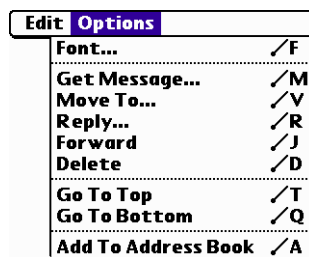 Edit Options
Font... /F
Get Message... /M
Move To... /V
Reply... /R
Forward /J
Delete /D
Go To Top /T
Go To Bottom /Q
Add To Address Book /A